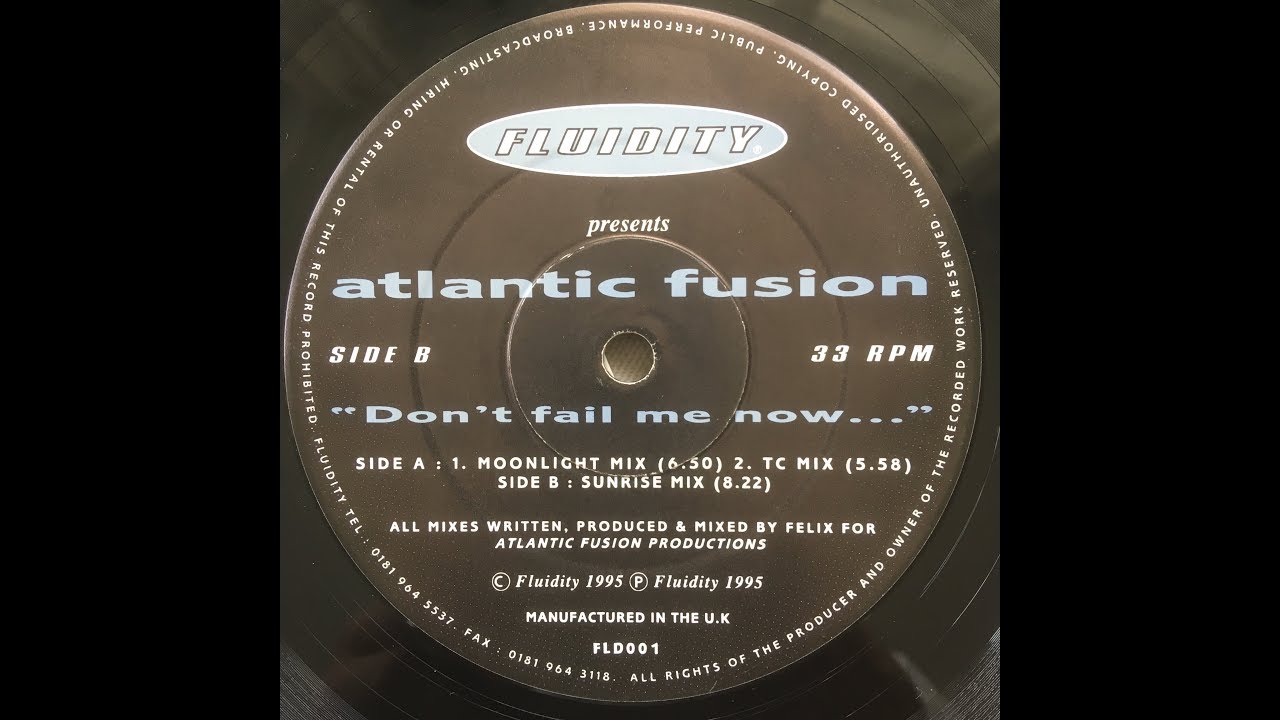 FLUIDITY®
presents
atlantic fusion
SIDE B
33 RPM
“Don't fail me now...”
SIDE A : 1. MOONLIGHT MIX (6.50) 2. TC MIX (5.58)
SIDE B : SUNRISE MIX (8.22)
ALL MIXES WRITTEN, PRODUCED & MIXED BY FELIX FOR
ATLANTIC FUSION PRODUCTIONS
© Fluidity 1995 ℗ Fluidity 1995
MANUFACTURED IN THE U.K
FLD001
ALL RIGHTS OF THE PRODUCER AND OWNER OF THE RECORDED WORK RESERVED. UNAUTHORIDSED COPYING, PUBLIC PERFORMANCE, BROADCASTING, HIRING OR RENTAL OF THIS RECORD PROHIBITED. FLUIDITY TEL : 0181 964 5537. FAX : 0181 964 3118.